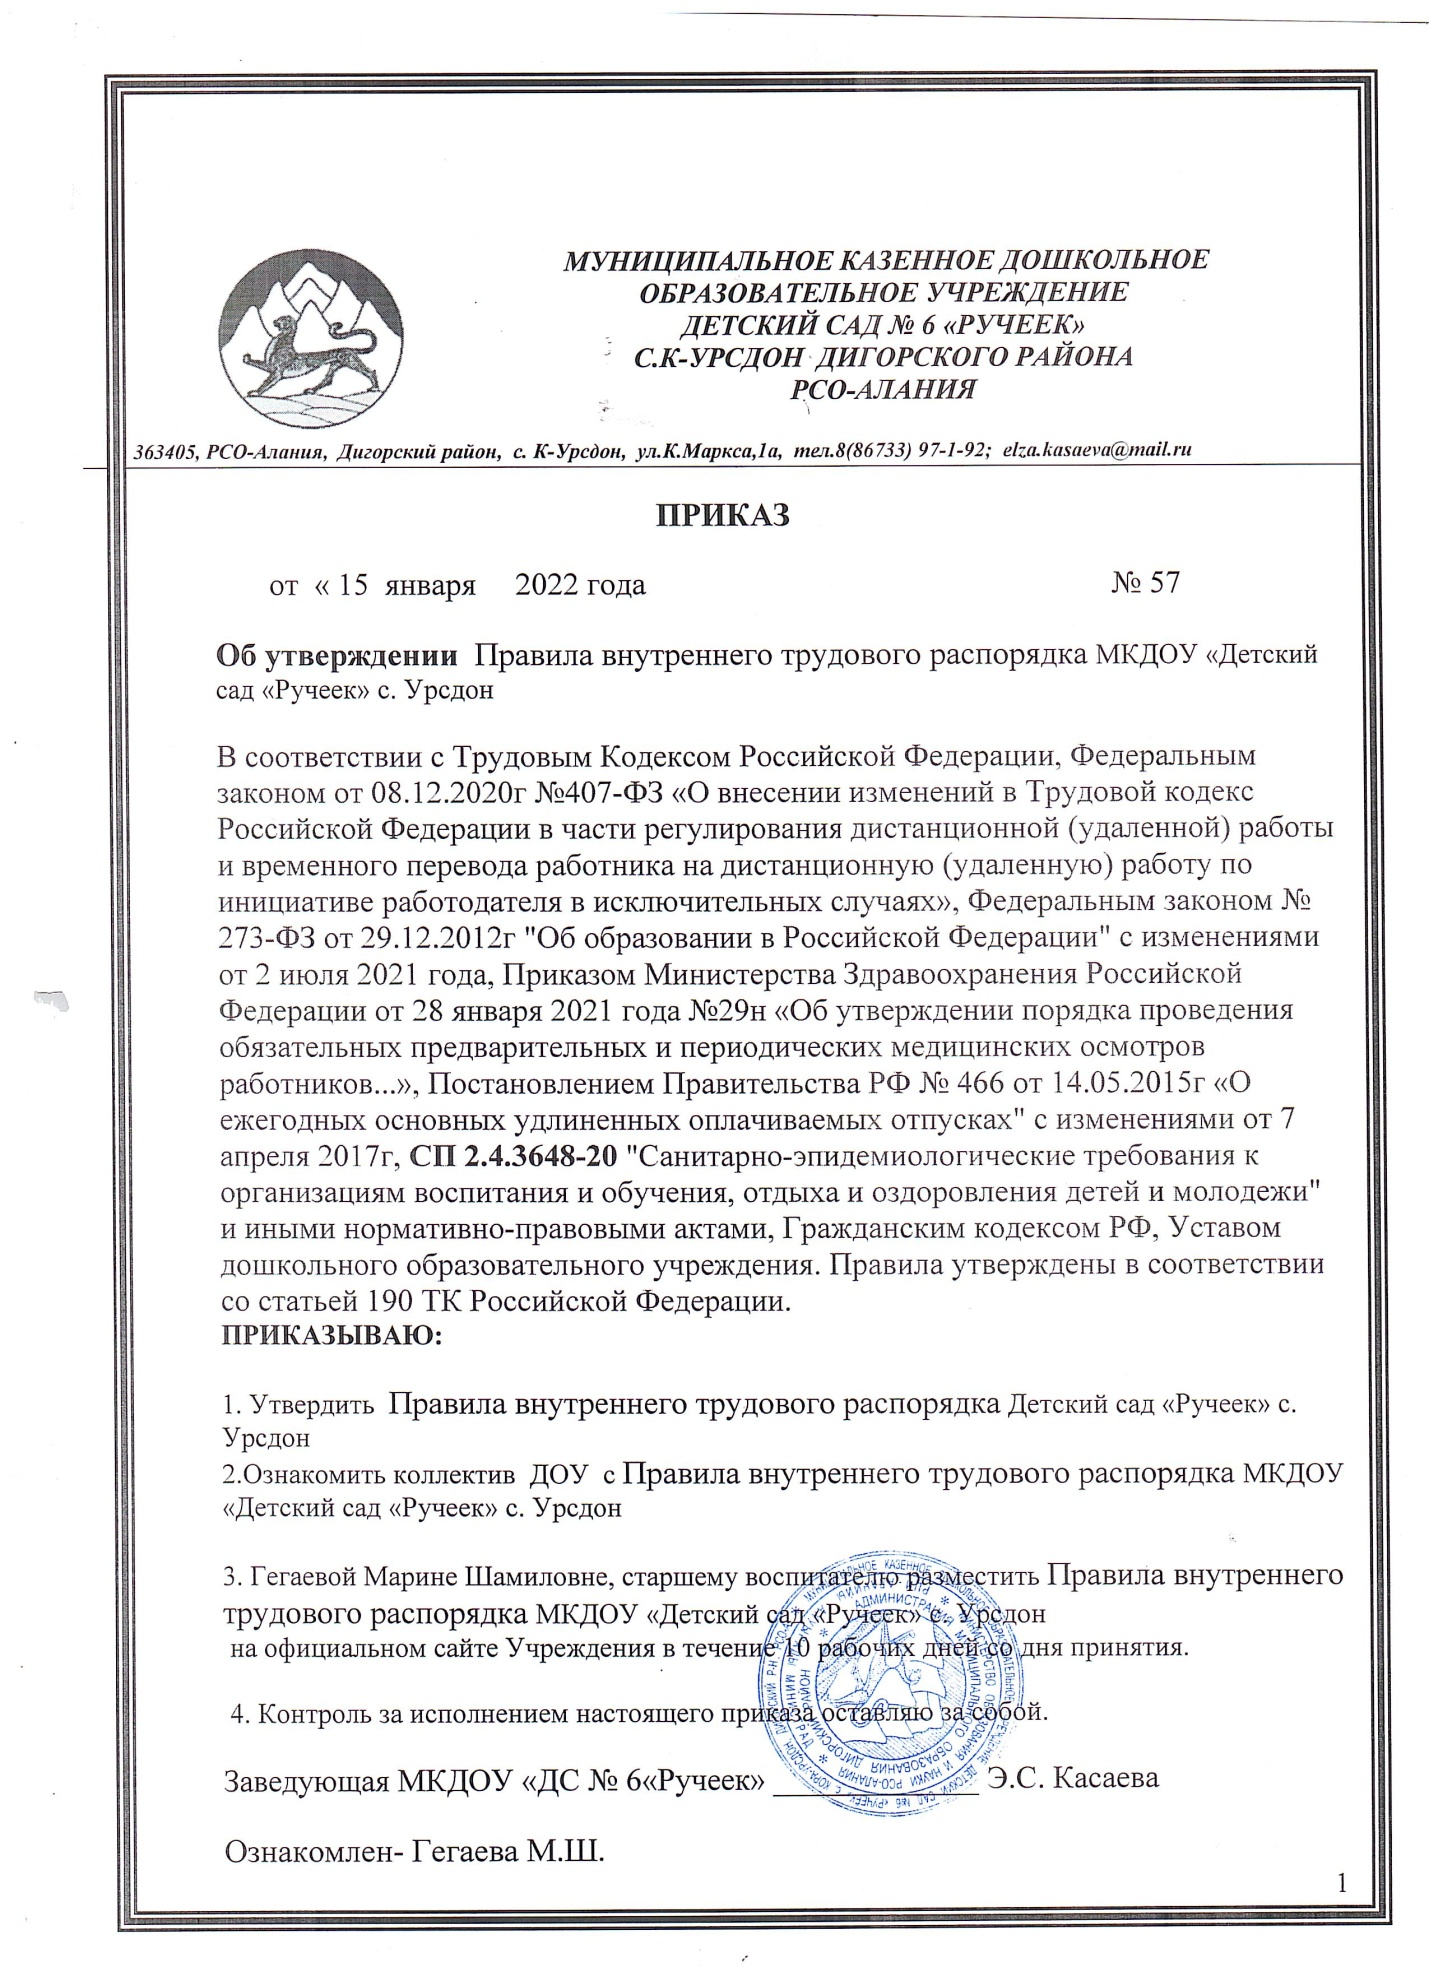 МУНИЦИПАЛЬНОЕ КАЗЕННОЕ ДОШКОЛЬНОЕ
ОБРАЗОВАТЕЛЬНОЕ УЧРЕЖДЕНИЕ
ДЕТСКИЙ САД № 6 «РУЧЕЕК»
С.К-УРСДОН ДИГОРСКОГО РАЙОНА
РСО-АЛАНИЯ
363405, РСО-Алания, Дигорский район, с. К-Урсдон, ул.К.Маркса,1а, тел.8(86733) 97-1-92; elza.kasaeva@mail.ru
ПРИКАЗ
от « 15 января 2022 года № 57
Об утверждении Правила внутреннего трудового распорядка МКДОУ «Детский
сад «Ручеек» с. Урсдон
В соответствии с Трудовым Кодексом Российской Федерации, Федеральным
законом от 08.12.2020г №407-ФЗ «О внесении изменений в Трудовой кодекс
Российской Федерации в части регулирования дистанционной (удаленной) работы
и временного перевода работника на дистанционную (удаленную) работу по
инициативе работодателя в исключительных случаях», Федеральным законом №
273-ФЗ от 29.12.2012г "Об образовании в Российской Федерации" с изменениями
от 2 июля 2021 года, Приказом Министерства Здравоохранения Российской
Федерации от 28 января 2021 года №29н «Об утверждении порядка проведения
обязательных предварительных и периодических медицинских осмотров
работников...», Постановлением Правительства РФ № 466 от 14.05.2015г «О
ежегодных основных удлиненных оплачиваемых отпусках" с изменениями от 7
апреля 2017г, СП 2.4.3648-20 "Санитарно-эпидемиологические требования к
организациям воспитания и обучения, отдыха и оздоровления детей и молодежи"
и иными нормативно-правовыми актами, Гражданским кодексом РФ, Уставом
дошкольного образовательного учреждения. Правила утверждены в соответствии
со статьей 190 ТК Российской Федерации.
ПРИКАЗЫВАЮ:
1. Утвердить Правила внутреннего трудового распорядка Детский сад «Ручеек» с.
Урсдон
2.Ознакомить коллектив ДОУ с Правила внутреннего трудового распорядка МКДОУ
«Детский сад «Ручеек» с. Урсдон
3. Гегаевой Марине Шамиловне, старшему воспитателю разместить Правила внутреннего
трудового распорядка МКДОУ «Детский сад «Ручеек» с. Урсдон
на официальном сайте Учреждения в течение 10 рабочих дней со дня принятия.
4. Контроль за исполнением настоящего приказа оставляю за собой.
Заведующая МКДОУ «ДС № 6«Ручеек» ______________ Э.С. Касаева
Ознакомлен- Гегаева М.Ш.
1